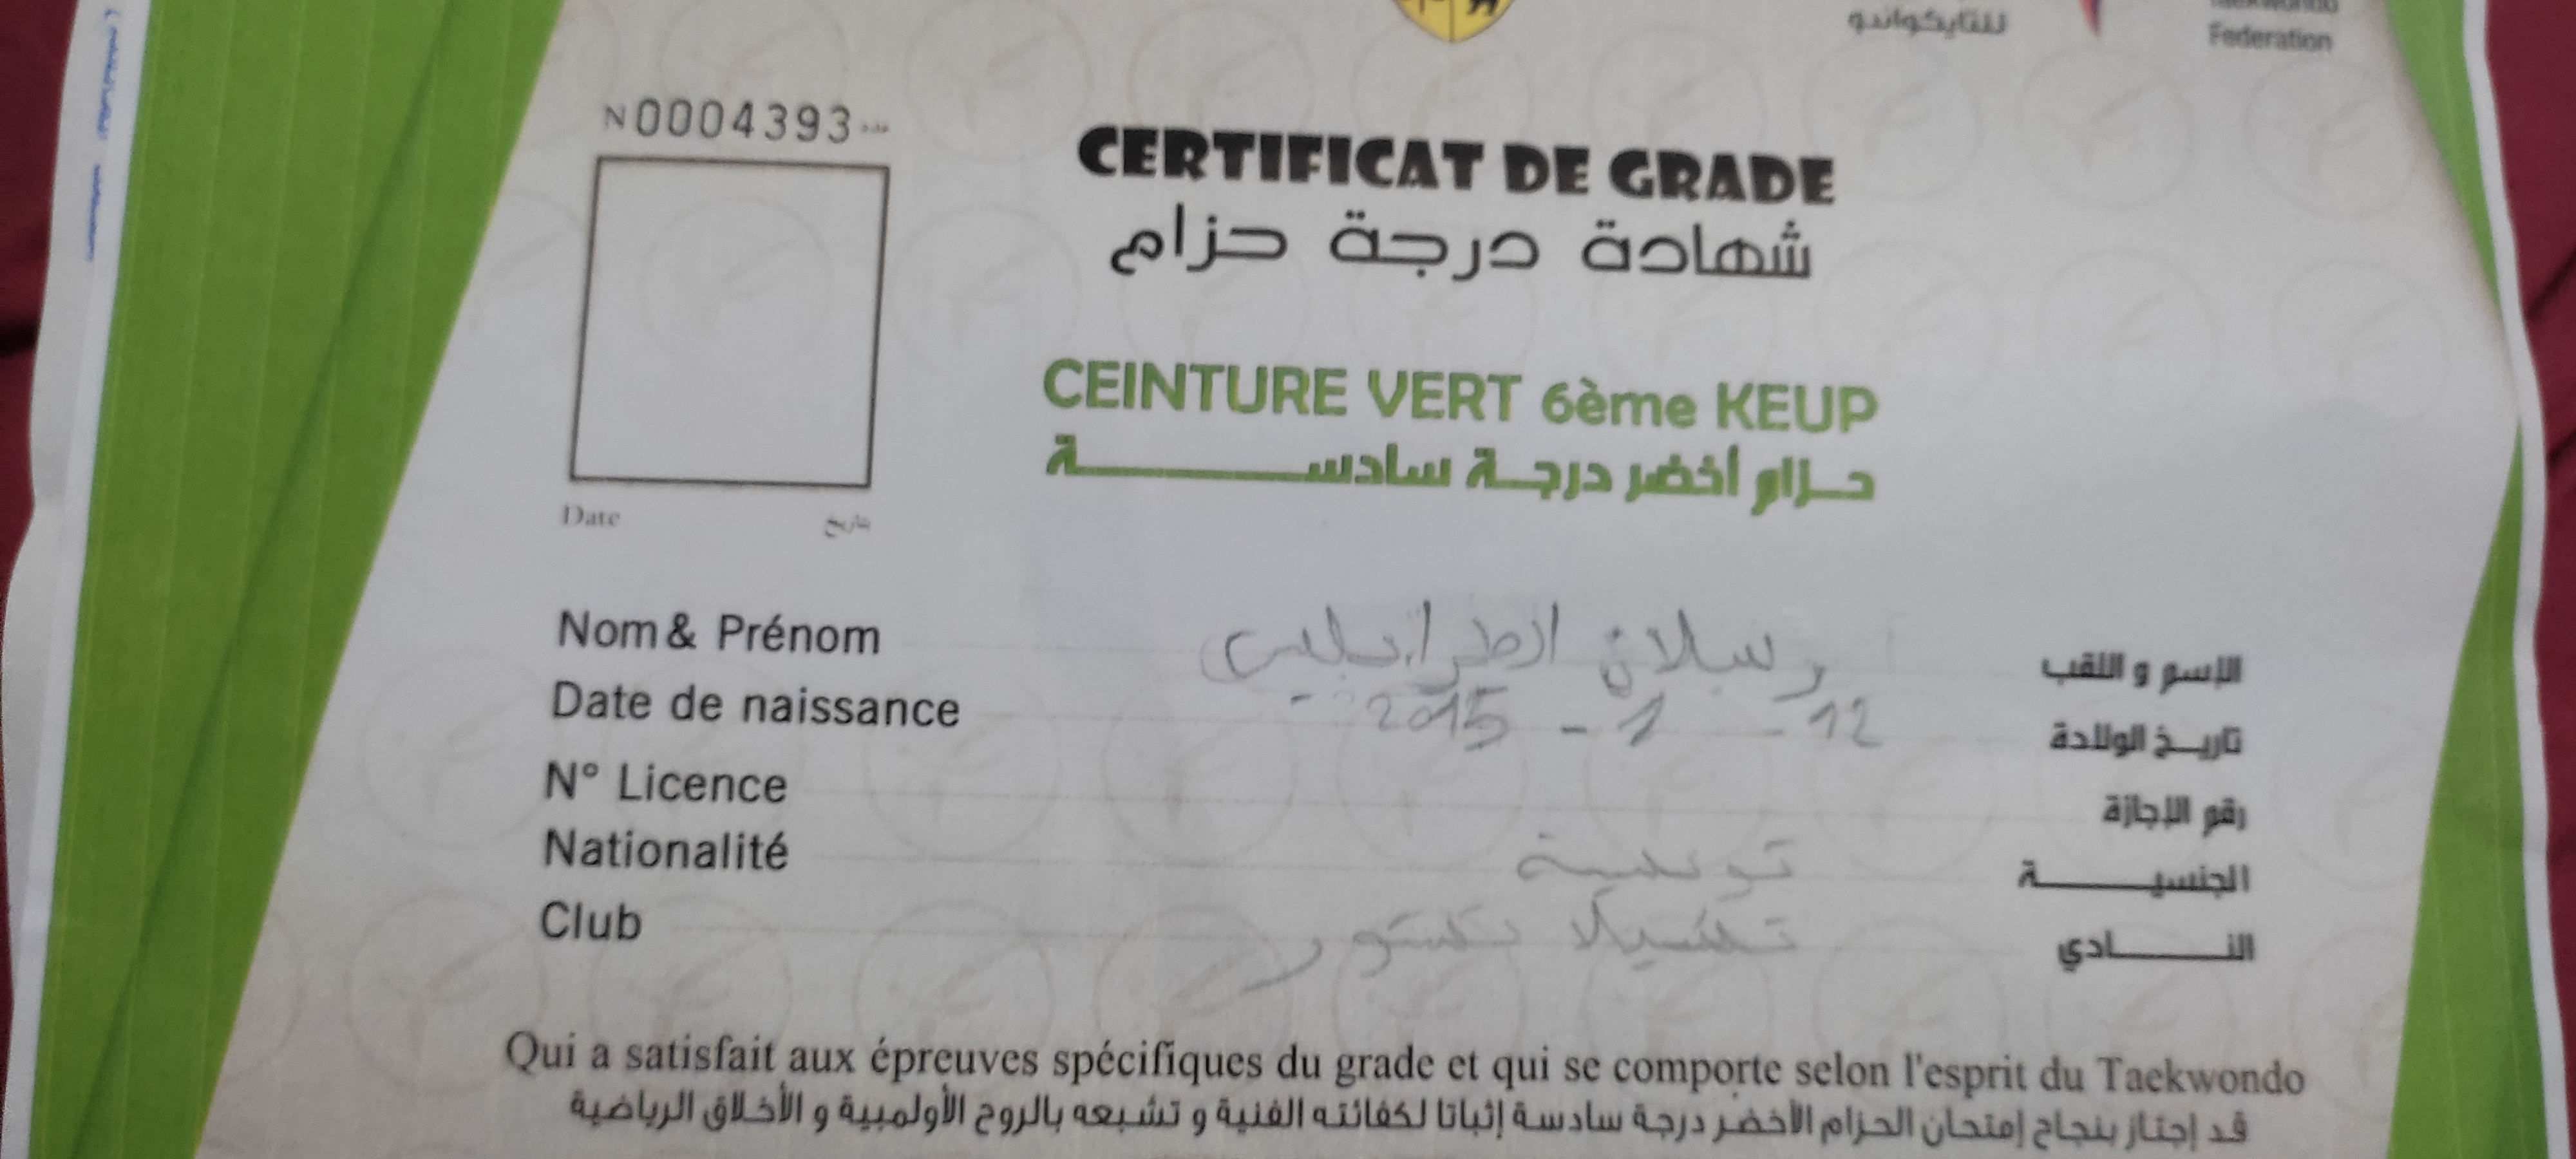 للتايكواندو
Taekwondo
Federation
N0004393
CERTIFICAT DE GRADE
شهادة درجة حزام
CEINTURE VERT 6ème KEUP
حزام أخضر درجة سادسة
Date تاريخ
Nom & Prénom رسلان الطرابلسي الإسم و اللقب
Date de naissance 12 - 1 - 2015 تاريخ الولادة
N° Licence رقم الإجازة
Nationalité تونسية الجنسية
Club النادي
Qui a satisfait aux épreuves spécifiques du grade et qui se comporte selon l'esprit du Taekwondo
قد إجتاز بنجاح إمتحان الحزام الأخضر درجة سادسة إثباتا لكفائته الفنية و تشبعه بالروح الأولمبية و الأخلاق الرياضية